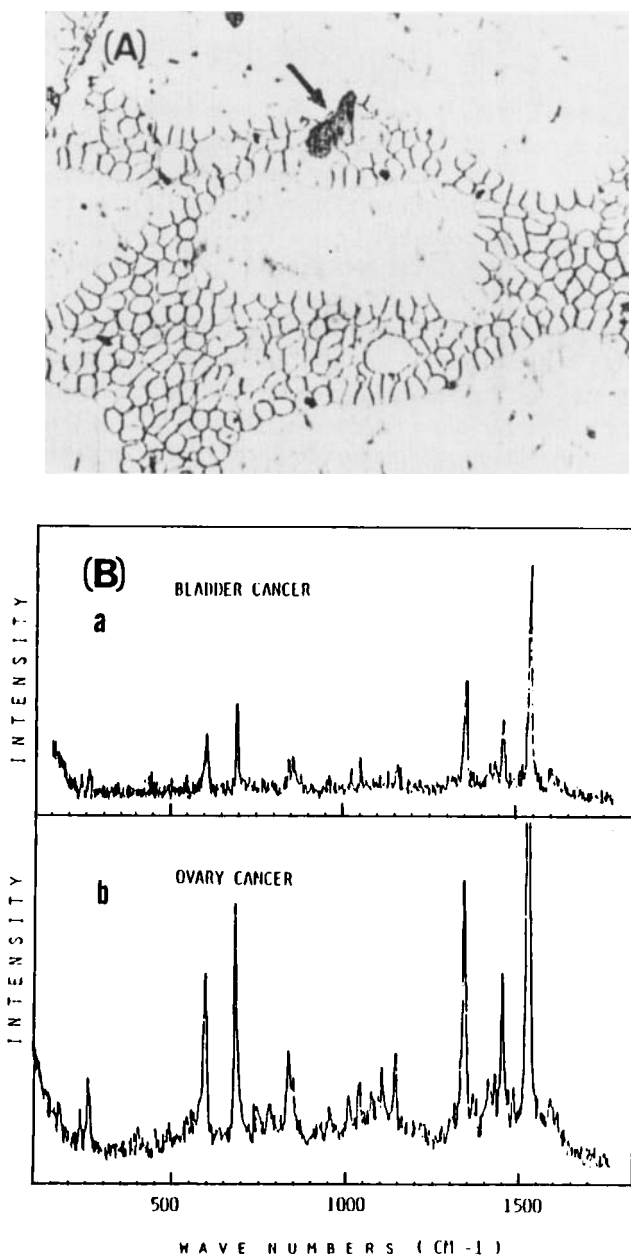 (A)
(B)
a
BLADDER CANCER
INTENSITY
b
OVARY CANCER
INTENSITY
500 1000 1500
WAVE NUMBERS (CM -1)